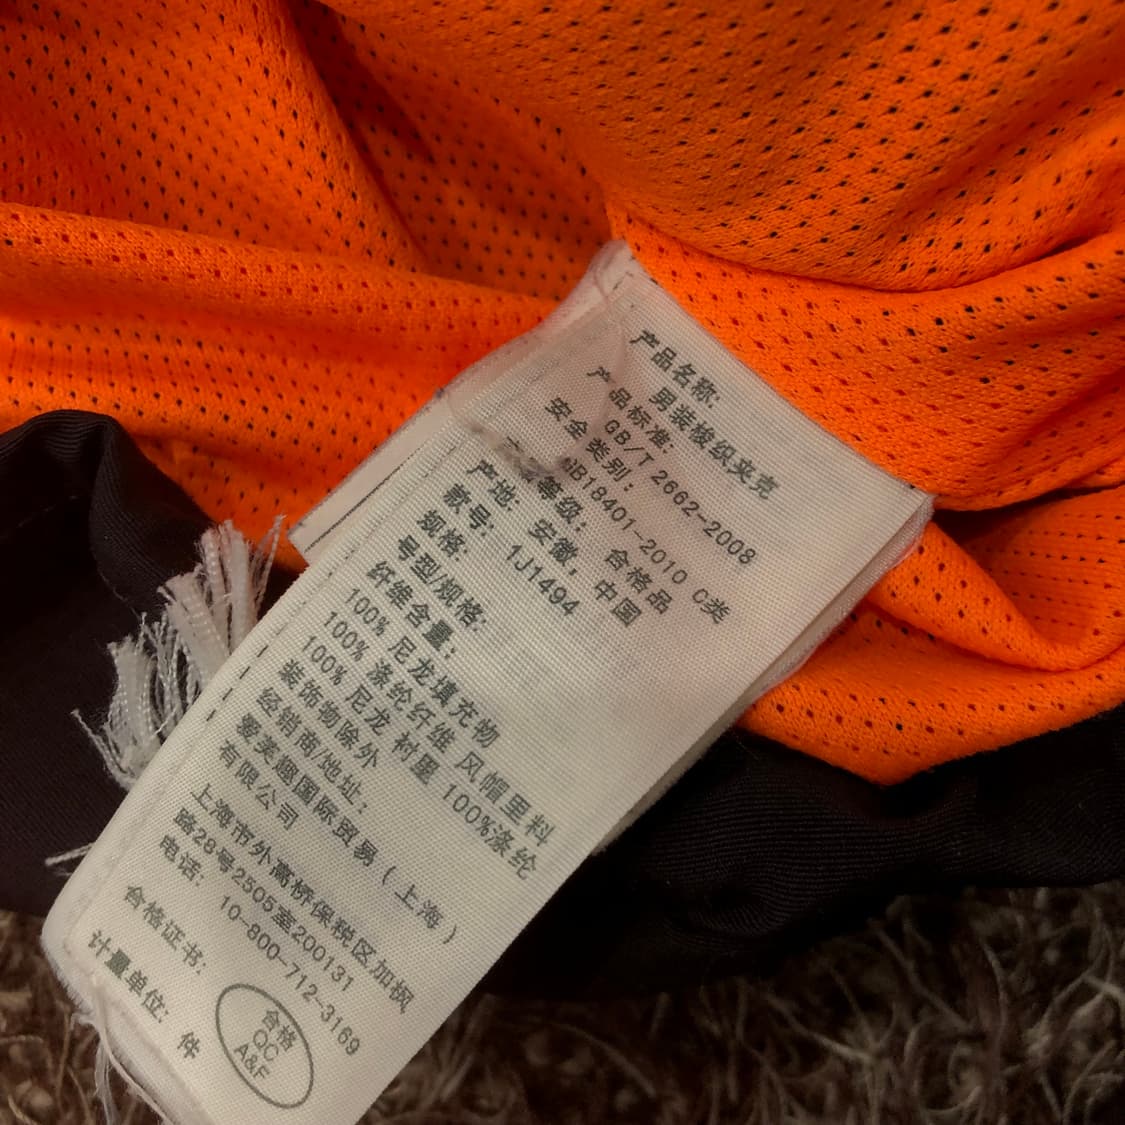 产品名称:
男装梭织夹克
产品标准:
GB/T 2662-2008
安全类别:
GB18401-2010 C类
等级: 合格品
产地: 安徽, 中国
款号: 1J1494
规格:
号型/规格:
纤维含量:
100% 尼龙填充物
100% 涤纶纤维 风帽里料
100% 尼龙 衬里 100%涤纶
装饰物除外
经销商/地址:
爱芙趣国际贸易(上海)
有限公司
上海市外高桥保税区加枫
路28号2505室200131
电话: 10-800-712-3169
合格证书:
计量单位: 件
合格
QC
A&F